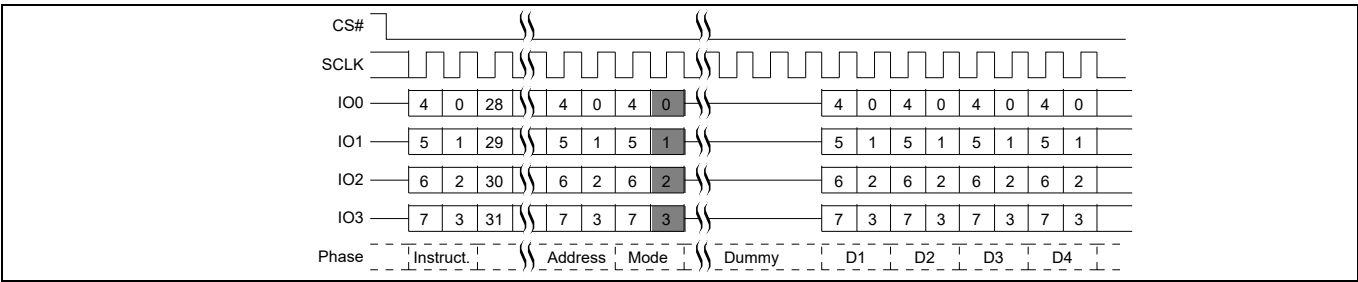 CS#
SCLK
IO0 4 0 28 4 0 4 0 4 0 4 0 4 0 4 0
IO1 5 1 29 5 1 5 1 5 1 5 1 5 1 5 1
IO2 6 2 30 6 2 6 2 6 2 6 2 6 2 6 2
IO3 7 3 31 7 3 7 3 7 3 7 3 7 3 7 3
Phase Instruct. Address Mode Dummy D1 D2 D3 D4